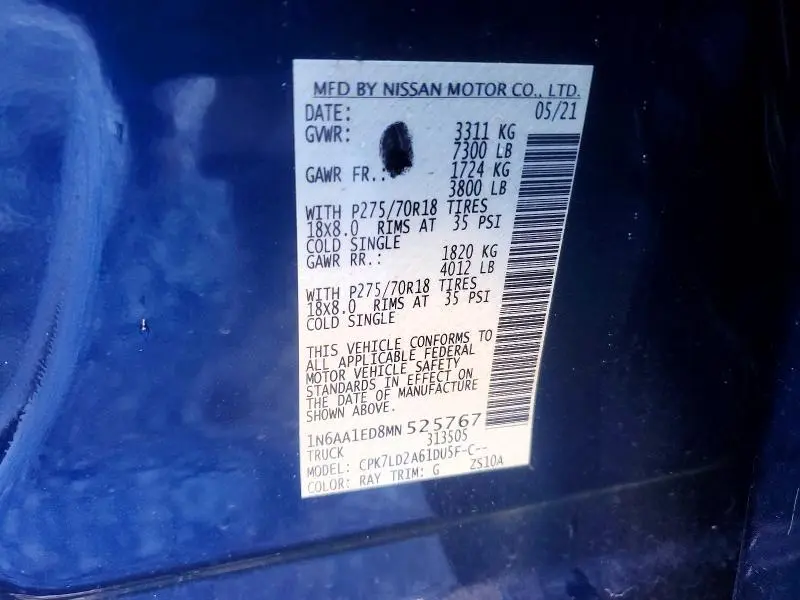 MFD BY NISSAN MOTOR CO., LTD.
DATE: 05/21
GVWR: 3311 KG
7300 LB
GAWR FR.: 1724 KG
3800 LB
WITH P275/70R18 TIRES
18X8.0 RIMS AT 35 PSI
COLD SINGLE
GAWR RR.: 1820 KG
4012 LB
WITH P275/70R18 TIRES
18X8.0 RIMS AT 35 PSI
COLD SINGLE
THIS VEHICLE CONFORMS TO
ALL APPLICABLE FEDERAL
MOTOR VEHICLE SAFETY
STANDARDS IN EFFECT ON
THE DATE OF MANUFACTURE
SHOWN ABOVE.
1N6AA1ED8MN 525767
TRUCK 31350S
MODEL: CPK7LD2A61DU5F-C--
COLOR: RAY TRIM: G ZS10A